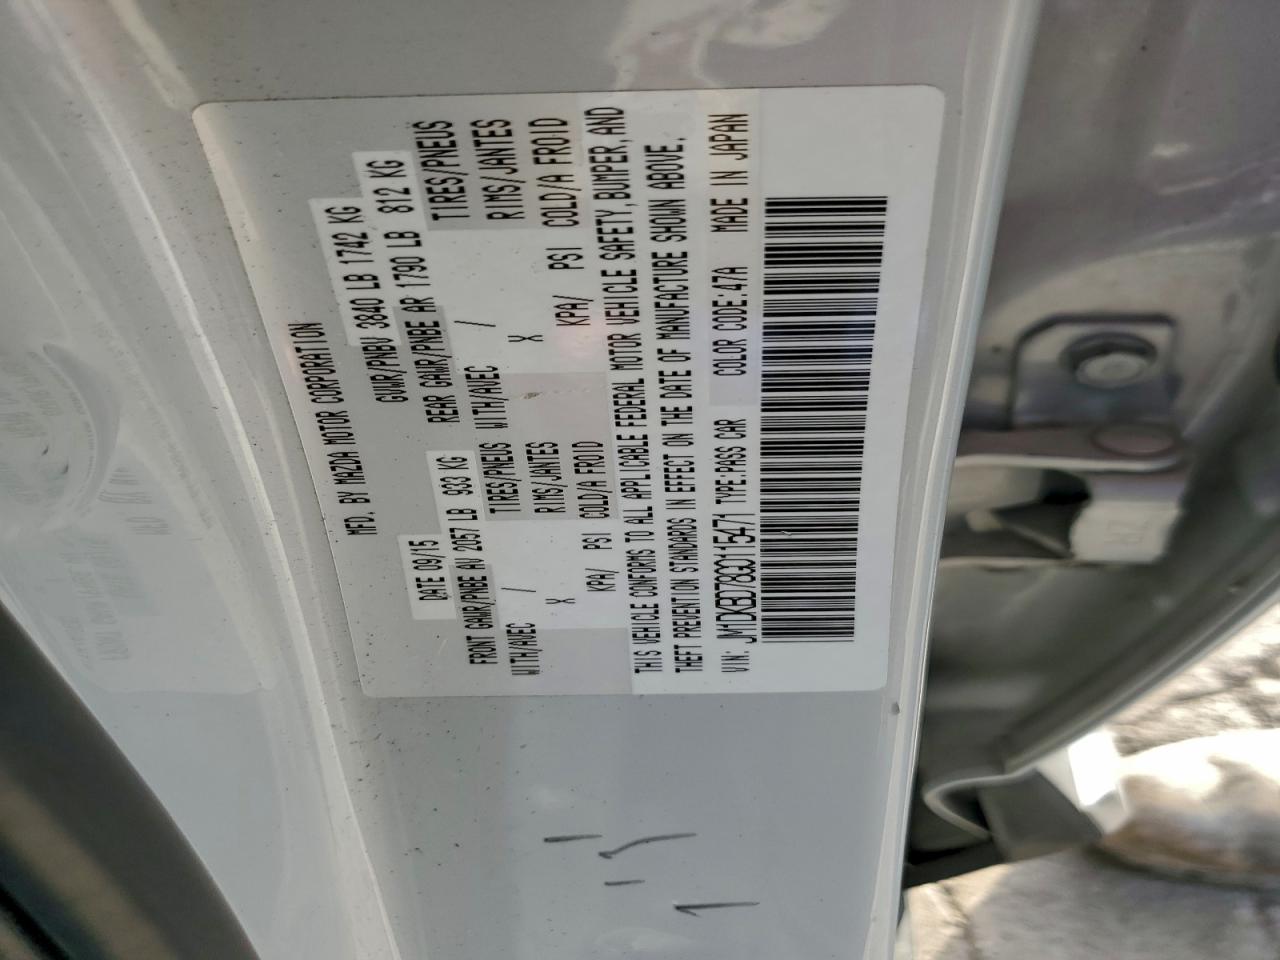 MFD. BY MAZDA MOTOR CORPORATION
DATE 09/15 GVWR/PNBV 3840 LB 1742 KG
FRONT GAWR/PNBE AV 2057 LB 933 KG REAR GAWR/PNBE AR 1790 LB 812 KG
WITH/AVEC / TIRES/PNEUS WITH/AVEC / TIRES/PNEUS
X RIMS/JANTES X RIMS/JANTES
KPA/ PSI COLD/A FROID KPA/ PSI COLD/A FROID
THIS VEHICLE CONFORMS TO ALL APPLICABLE FEDERAL MOTOR VEHICLE SAFETY, BUMPER, AND
THEFT PREVENTION STANDARDS IN EFFECT ON THE DATE OF MANUFACTURE SHOWN ABOVE.
VIN: JM1DKBD78G0115471 TYPE:PASS CAR COLOR CODE:47A MADE IN JAPAN